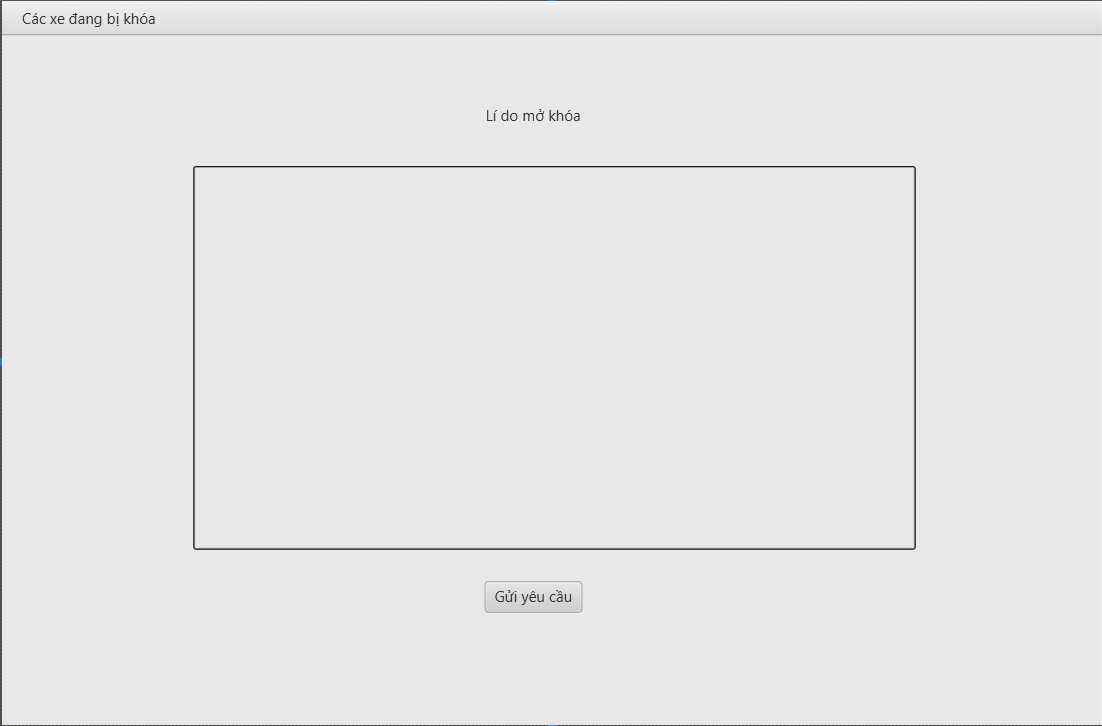 Các xe đang bị khóa
Lí do mở khóa
Gửi yêu cầu